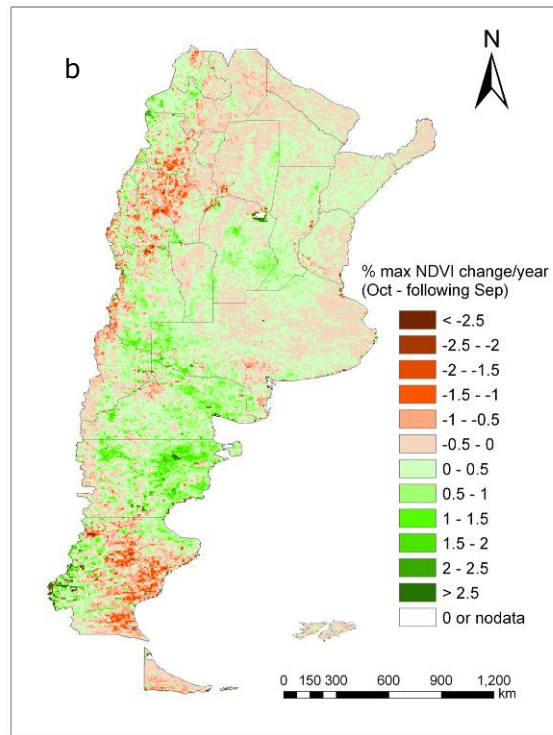 b
N
% max NDVI change/year
(Oct - following Sep)
< -2.5
-2.5 - -2
-2 - -1.5
-1.5 - -1
-1 - -0.5
-0.5 - 0
0 - 0.5
0.5 - 1
1 - 1.5
1.5 - 2
2 - 2.5
> 2.5
0 or nodata
0 150 300 600 900 1,200
km